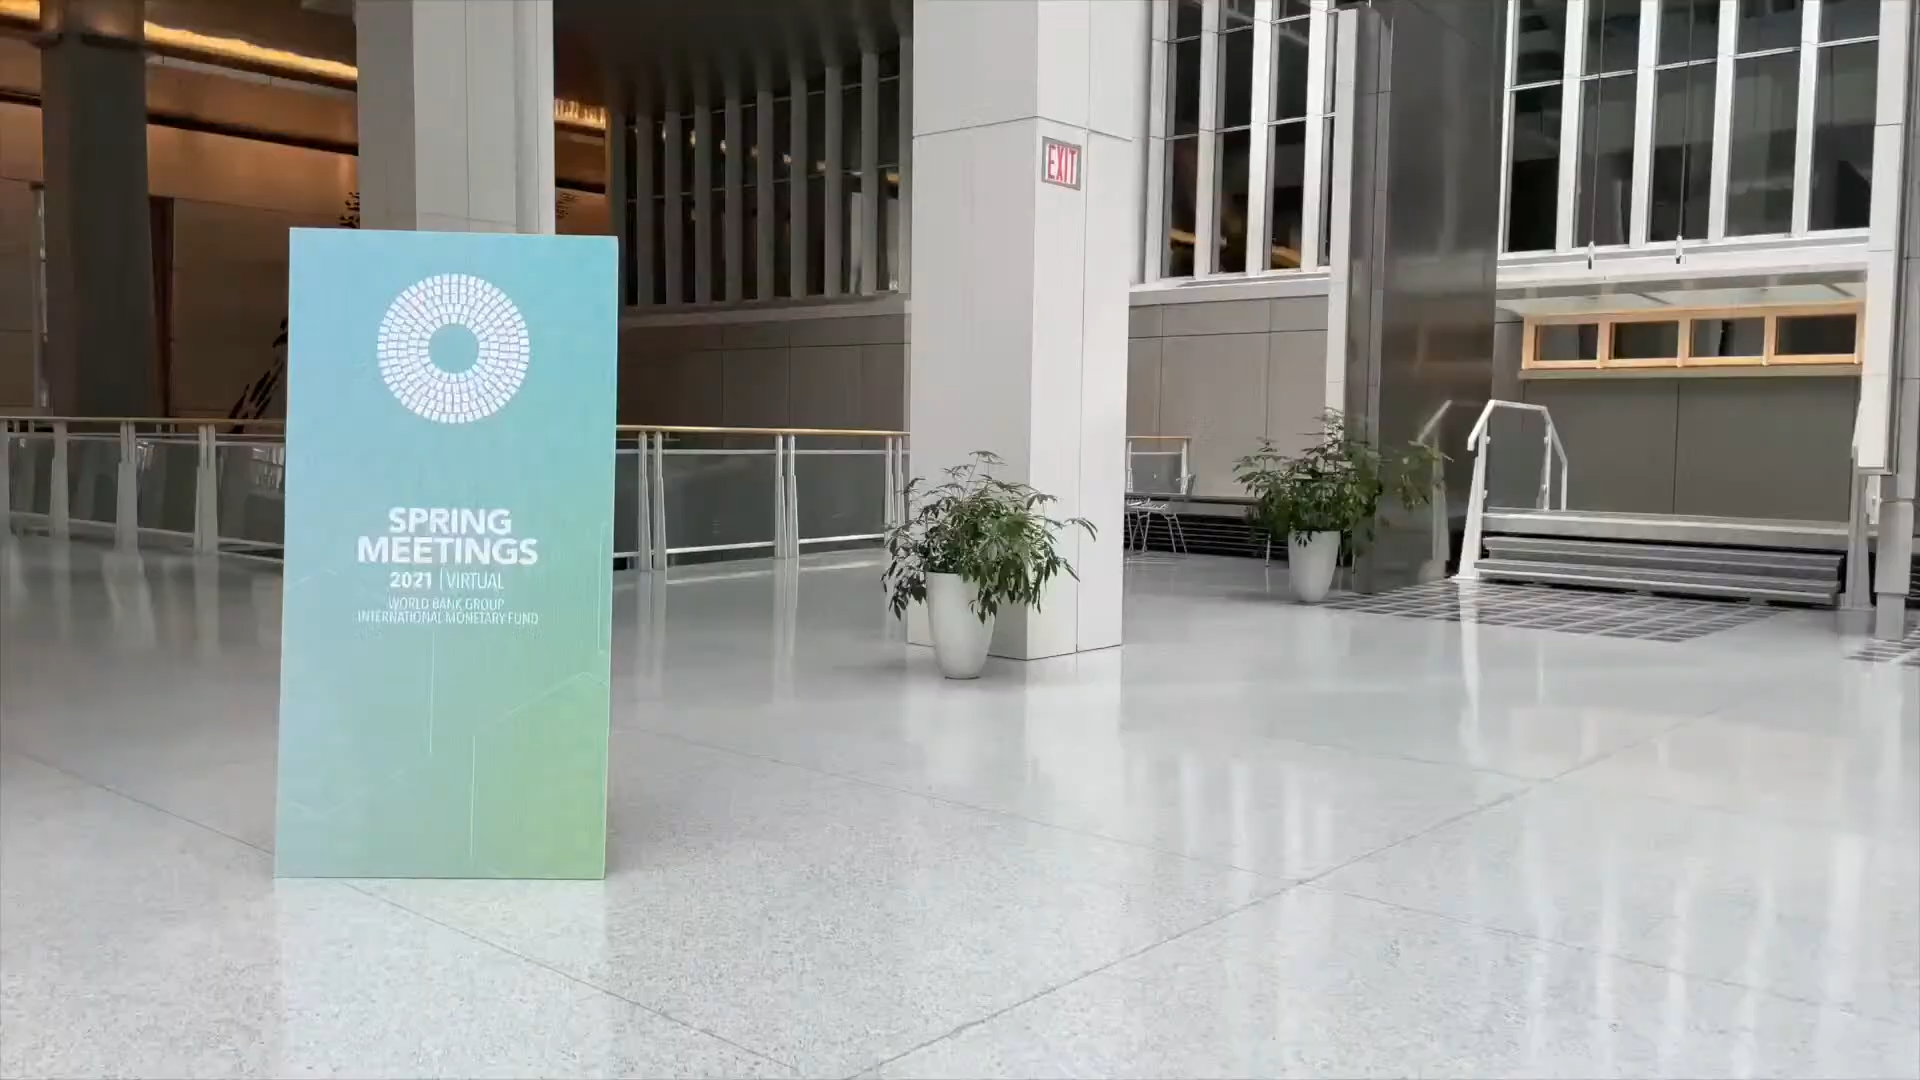 EXIT
SPRING
MEETINGS
2021 | VIRTUAL
WORLD BANK GROUP
INTERNATIONAL MONETARY FUND